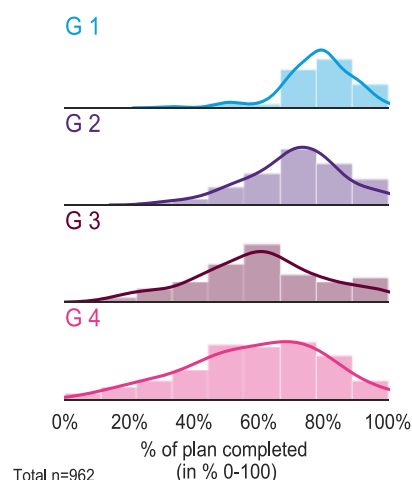 G 1
G 2
G 3
G 4
0% 20% 40% 60% 80% 100%
% of plan completed
(in % 0-100)
Total n=962